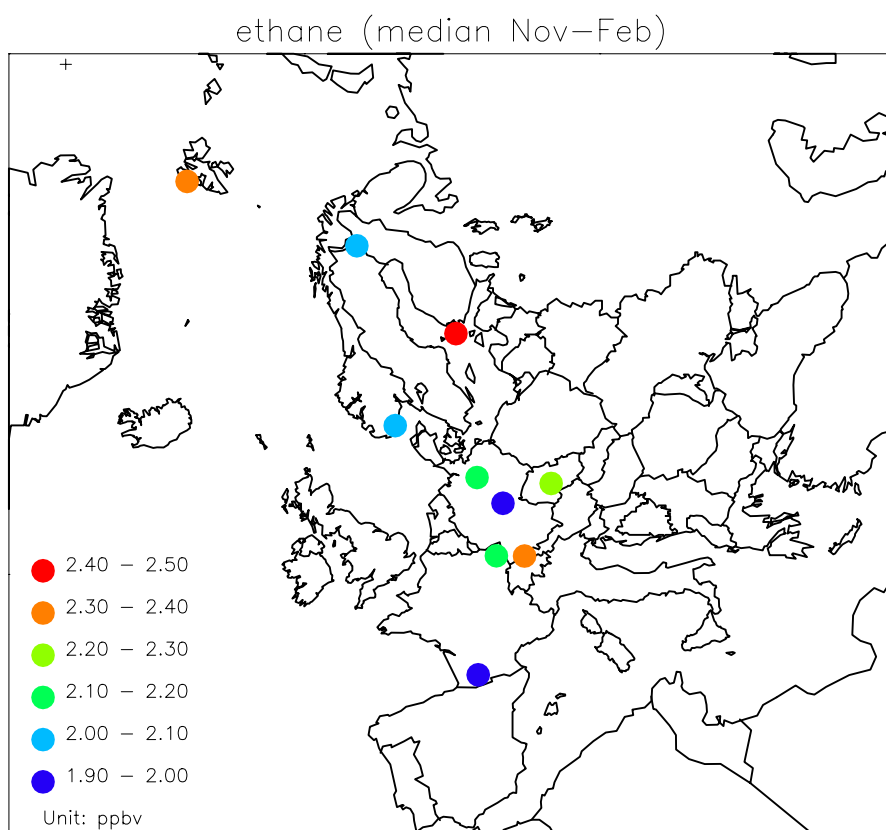 ethane (median Nov-Feb)
2.40 - 2.50
2.30 - 2.40
2.20 - 2.30
2.10 - 2.20
2.00 - 2.10
1.90 - 2.00
Unit: ppbv